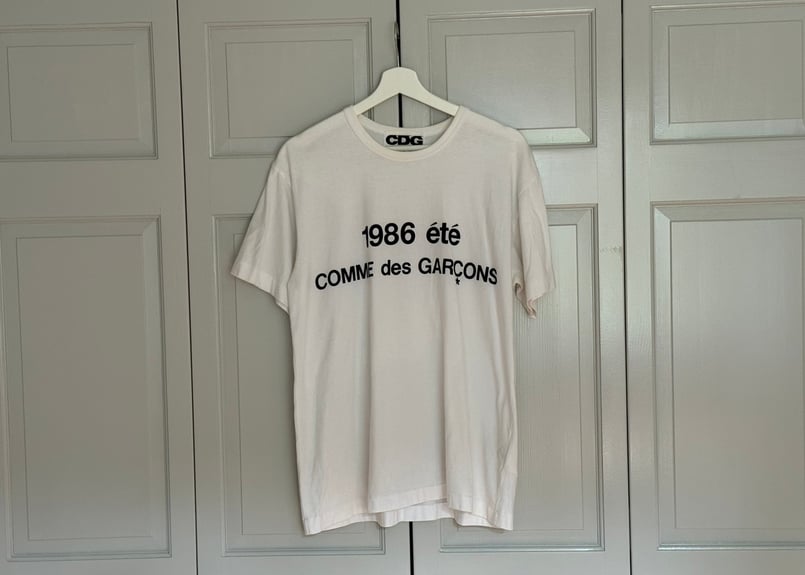 CDG
1986 été
COMME des GARÇONS